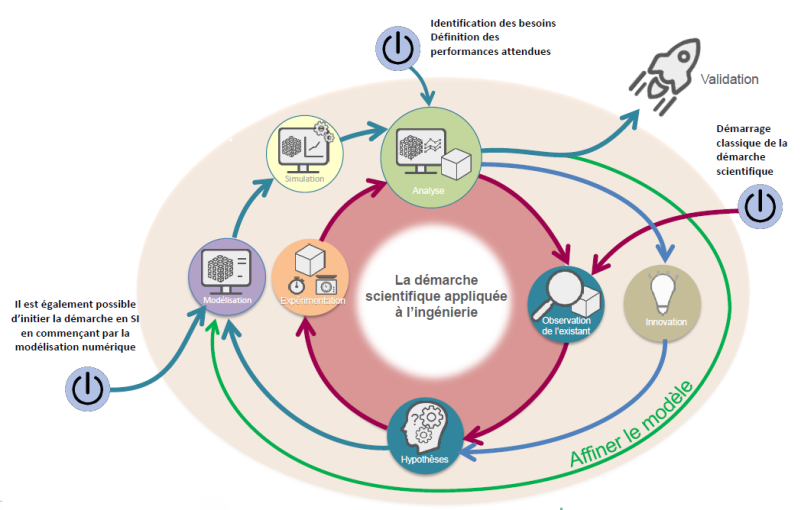 Identification des besoins
Définition des
performances attendues
Validation
Démarrage
classique de la
démarche
scientifique
Simulation
Analyse
Il est également possible
d'initier la démarche en SI
en commençant par la
modélisation numérique
Modélisation
Expérimentation
La démarche
scientifique appliquée
à l'ingénierie
Observation
de l'existant
Innovation
Hypothèses
Affiner le modèle